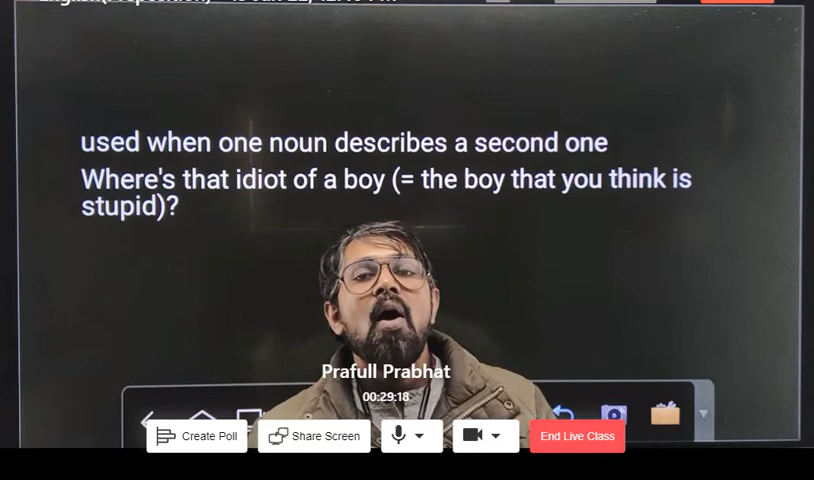 used when one noun describes a second one
Where's that idiot of a boy (= the boy that you think is
stupid)?
Prafull Prabhat
00:29:18
Create Poll
Share Screen
End Live Class